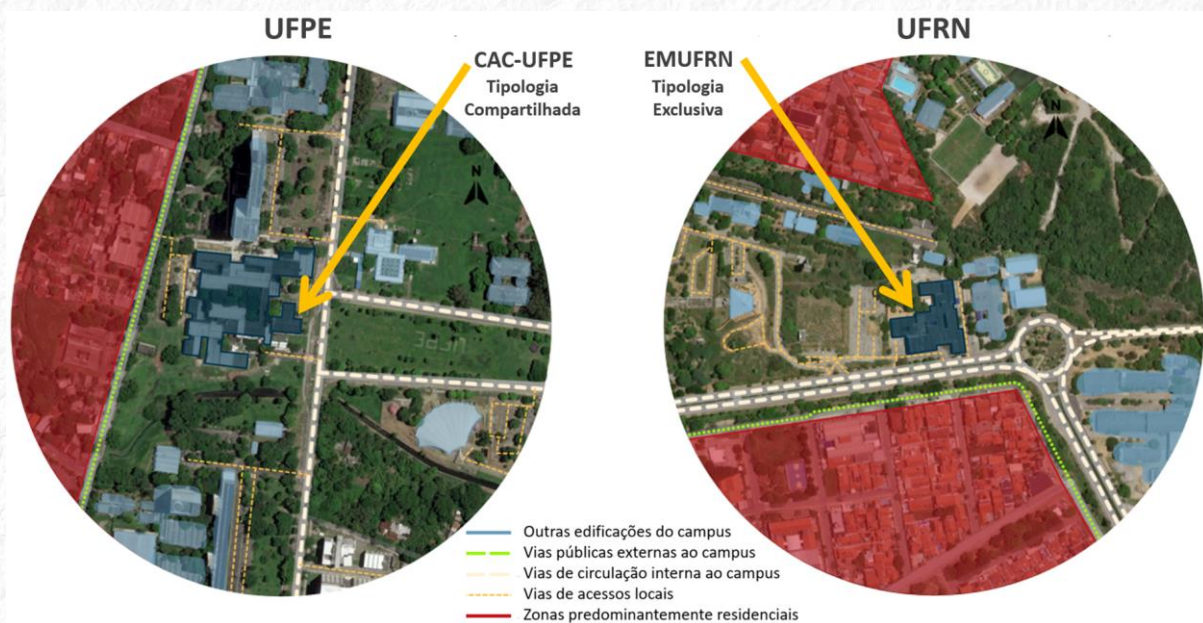 UFPE
UFRN
CAC-UFPE
Tipologia
Compartilhada
EMUFRN
Tipologia
Exclusiva
N
N
UFPE
Outras edificações do campus
Vias públicas externas ao campus
Vias de circulação interna ao campus
Vias de acessos locais
Zonas predominantemente residenciais